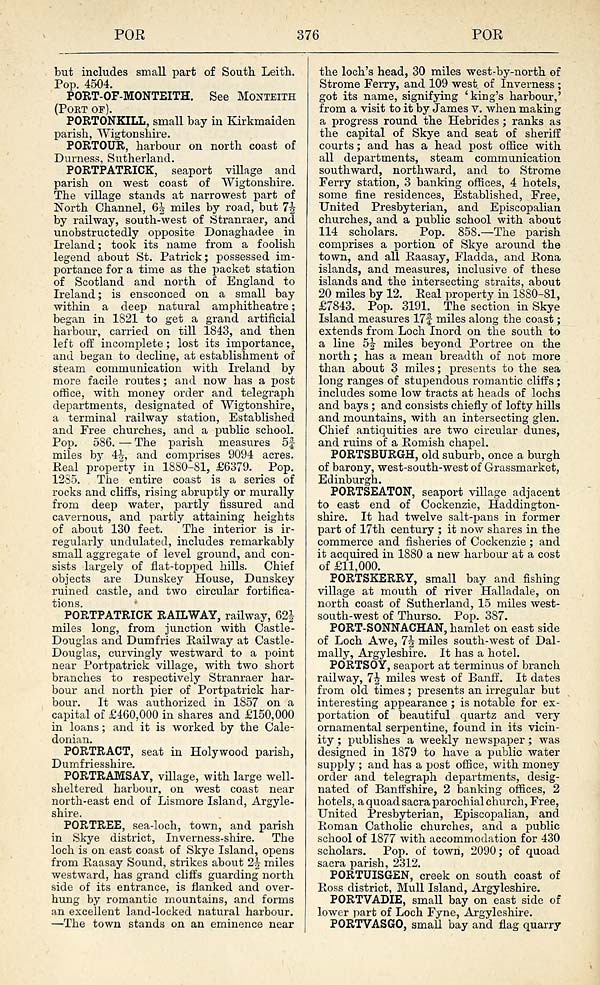 POR 376 POR
but includes small part of South Leith.
Pop. 4504.
PORT-OF-MONTEITH. See MONTEITH
(PORT OF).
PORTONKILL, small bay in Kirkmaiden
parish, Wigtonshire.
PORTOUR, harbour on north coast of
Durness, Sutherland.
PORTPATRICK, seaport village and
parish on west coast of Wigtonshire.
The village stands at narrowest part of
North Channel, 6½ miles by road, but 7½
by railway, south-west of Stranraer, and
unobstructedly opposite Donaghadee in
Ireland; took its name from a foolish
legend about St. Patrick; possessed im-
portance for a time as the packet station
of Scotland and north of England to
Ireland; is ensconced on a small bay
within a deep natural amphitheatre;
began in 1821 to get a grand artificial
harbour, carried on till 1843, and then
left off incomplete; lost its importance,
and began to decline, at establishment of
steam communication with Ireland by
more facile routes; and now has a post
office, with money order and telegraph
departments, designated of Wigtonshire,
a terminal railway station, Established
and Free churches, and a public school.
Pop. 586. — The parish measures 5¾
miles by 4½, and comprises 9094 acres.
Real property in 1880-81, £6379. Pop.
1285. The entire coast is a series of
rocks and cliffs, rising abruptly or murally
from deep water, partly fissured and
cavernous, and partly attaining heights
of about 130 feet. The interior is ir-
regularly undulated, includes remarkably
small aggregate of level ground, and con-
sists largely of flat-topped hills. Chief
objects are Dunskey House, Dunskey
ruined castle, and two circular fortifica-
tions.
PORTPATRICK RAILWAY, railway, 62½
miles long, from junction with Castle-
Douglas and Dumfries Railway at Castle-
Douglas, curvingly westward to a point
near Portpatrick village, with two short
branches to respectively Stranraer har-
bour and north pier of Portpatrick har-
bour. It was authorized in 1857 on a
capital of £460,000 in shares and £150,000
in loans; and it is worked by the Cale-
donian.
PORTRACT, seat in Holywood parish,
Dumfriesshire.
PORTRAMSAY, village, with large well-
sheltered harbour, on west coast near
north-east end of Lismore Island, Argyle-
shire.
PORTREE, sea-loch, town, and parish
in Skye district, Inverness-shire. The
loch is on east coast of Skye Island, opens
from Raasay Sound, strikes about 2½ miles
westward, has grand cliffs guarding north
side of its entrance, is flanked and over-
hung by romantic mountains, and forms
an excellent land-locked natural harbour.
—The town stands on an eminence near
the loch's head, 30 miles west-by-north of
Strome Ferry, and 109 west of Inverness;
got its name, signifying 'king's harbour,'
from a visit to it by James V. when making
a progress round the Hebrides; ranks as
the capital of Skye and seat of sheriff
courts; and has a head post office with
all departments, steam communication
southward, northward, and to Strome
Ferry station, 3 banking offices, 4 hotels,
some fine residences, Established, Free,
United Presbyterian, and Episcopalian
churches, and a public school with about
114 scholars. Pop. 858.—The parish
comprises a portion of Skye around the
town, and all Raasay, Fladda, and Rona
islands, and measures, inclusive of these
islands and the intersecting straits, about
20 miles by 12. Real property in 1880-81,
£7843. Pop. 3191. The section in Skye
Island measures 17¾ miles along the coast;
extends from Loch Inord on the south to
a line 5½ miles beyond Portree on the
north; has a mean breadth of not more
than about 3 miles; presents to the sea
long ranges of stupendous romantic cliffs;
includes some low tracts at heads of lochs
and bays; and consists chiefly of lofty hills
and mountains, with an intersecting glen.
Chief antiquities are two circular dunes,
and ruins of a Romish chapel.
PORTSBURGH, old suburb, once a burgh
of barony, west-south-west of Grassmarket,
Edinburgh.
PORTSEATON, seaport village adjacent
to east end of Cockenzie, Haddington-
shire. It had twelve salt-pans in former
part of 17th century; it now shares in the
commerce and fisheries of Cockenzie; and
it acquired in 1880 a new harbour at a cost
of £11,000.
PORTSKERRY, small bay and fishing
village at mouth of river Halladale, on
north coast of Sutherland, 15 miles west-
south-west of Thurso. Pop. 387.
PORT-SONNACHAN, hamlet on east side
of Loch Awe, 7½ miles south-west of Dal-
mally, Argyleshire. It has a hotel.
PORTSOY, seaport at terminus of branch
railway, 7½ miles west of Banff. It dates
from old times; presents an irregular but
interesting appearance; is notable for ex-
portation of beautiful quartz and very
ornamental serpentine, found in its vicin-
ity; publishes a weekly newspaper; was
designed in 1879 to have a public water
supply; and has a post office, with money
order and telegraph departments, desig-
nated of Banffshire, 2 banking offices, 2
hotels, a quoad sacra parochial church, Free,
United Presbyterian, Episcopalian, and
Roman Catholic churches, and a public
school of 1877 with accommodation for 430
scholars. Pop. of town, 2090; of quoad
sacra parish, 2312.
PORTUISGEN, creek on south coast of
Ross district, Mull Island, Argyleshire.
PORTVADIE, small bay on east side of
lower part of Loch Fyne, Argyleshire.
PORTVASGO, small bay and flag quarry